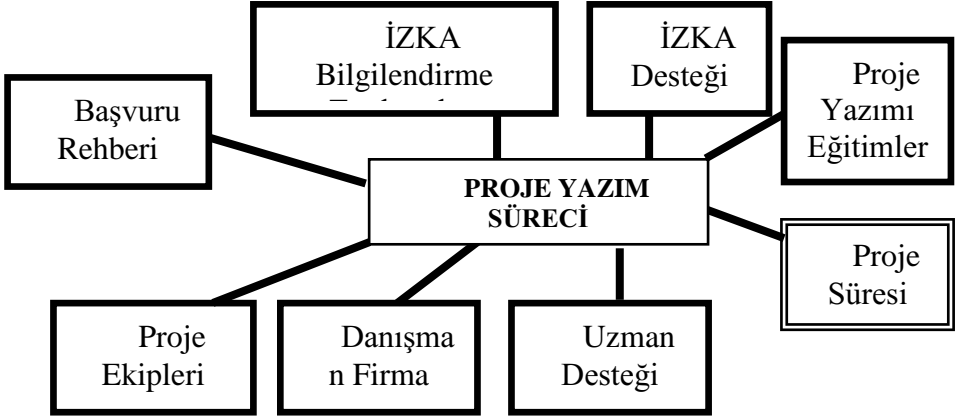 İZKA
Bilgilendirme
İZKA
Desteği
Proje
Yazımı
Eğitimler
Başvuru
Rehberi
PROJE YAZIM
SÜRECİ
Proje
Süresi
Proje
Ekipleri
Danışma
n Firma
Uzman
Desteği